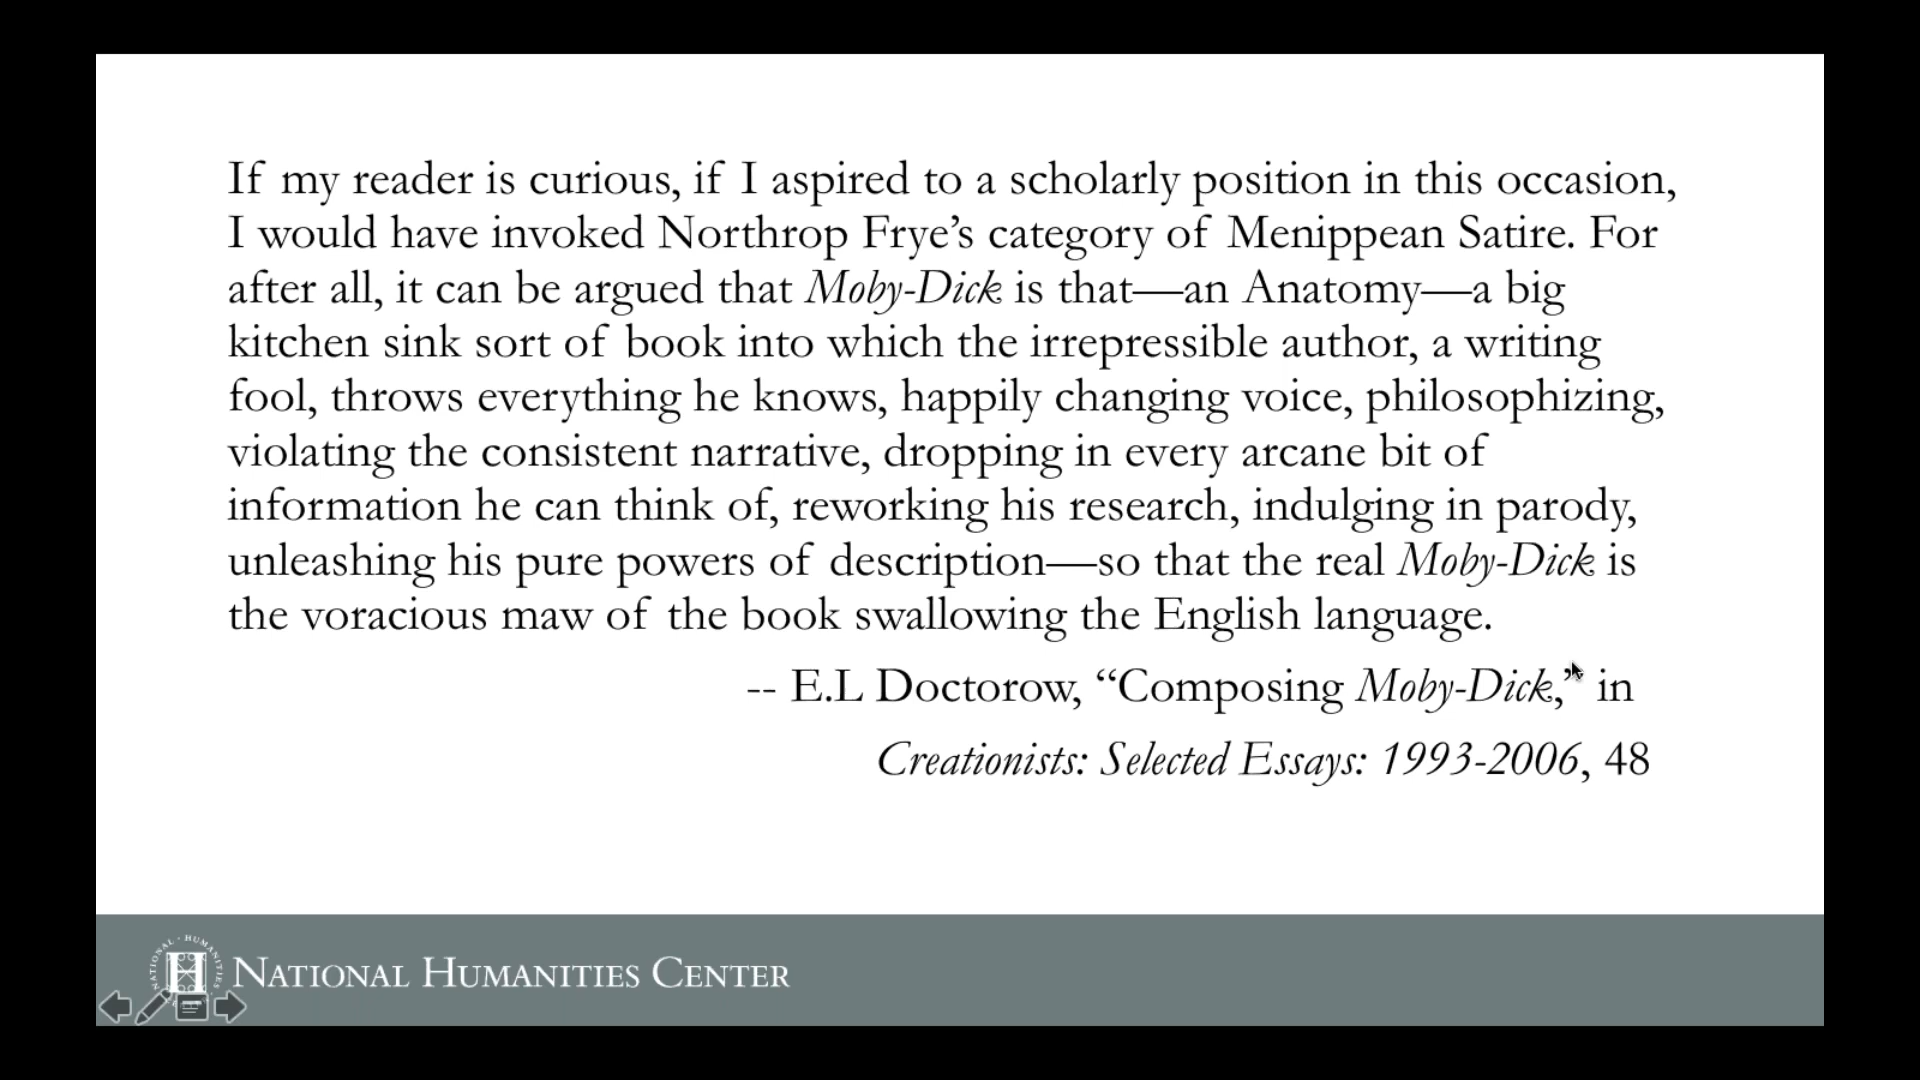 If my reader is curious, if I aspired to a scholarly position in this occasion,
I would have invoked Northrop Frye’s category of Menippean Satire. For
after all, it can be argued that Moby-Dick is that—an Anatomy—a big
kitchen sink sort of book into which the irrepressible author, a writing
fool, throws everything he knows, happily changing voice, philosophizing,
violating the consistent narrative, dropping in every arcane bit of
information he can think of, reworking his research, indulging in parody,
unleashing his pure powers of description—so that the real Moby-Dick is
the voracious maw of the book swallowing the English language.
-- E.L Doctorow, “Composing Moby-Dick,” in
Creationists: Selected Essays: 1993-2006, 48
NATIONAL · HUMANITIES
H
NATIONAL HUMANITIES CENTER